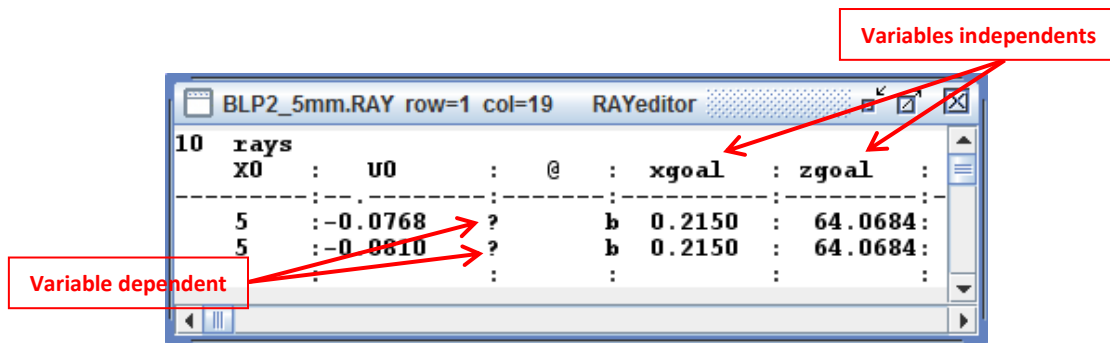 Variables independents
BLP2_5mm.RAY row=1 col=19 RAYeditor
10 rays
X0 : U0 : @ : xgoal : zgoal :
---------:--.-------:-------:----------:---------:-
5 :-0.0768 ? b 0.2150 : 64.0684:
5 :-0.0810 ? b 0.2150 : 64.0684:
: : : : :
Variable dependent